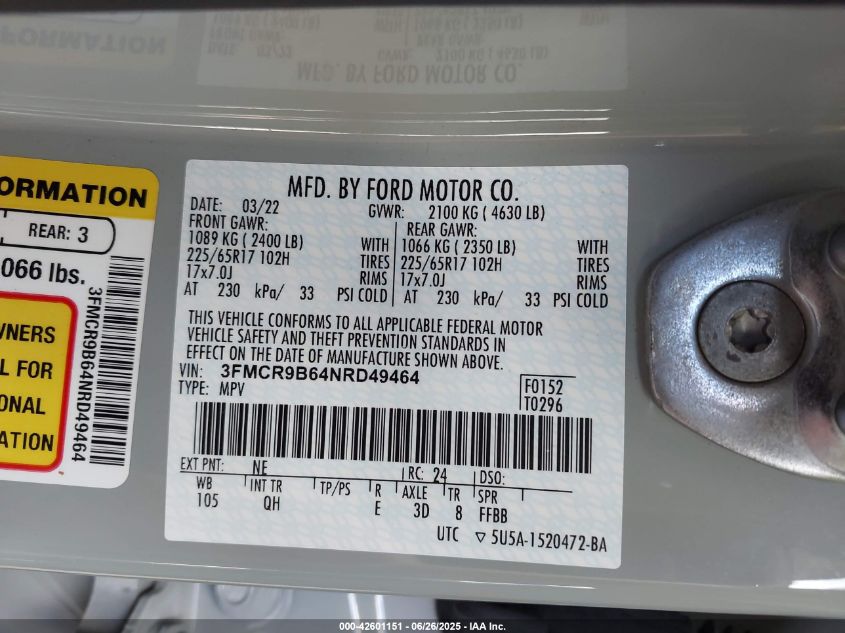 MFD. BY FORD MOTOR CO.
DATE: 03/22 GVWR: 2100 KG ( 4630 LB)
FRONT GAWR: REAR GAWR:
1089 KG ( 2400 LB) WITH 1066 KG ( 2350 LB) WITH
225/65R17 102H TIRES 225/65R17 102H TIRES
17x7.0J RIMS 17x7.0J RIMS
AT 230 kPa/ 33 PSI COLD AT 230 kPa/ 33 PSI COLD
THIS VEHICLE CONFORMS TO ALL APPLICABLE FEDERAL MOTOR
VEHICLE SAFETY AND THEFT PREVENTION STANDARDS IN
EFFECT ON THE DATE OF MANUFACTURE SHOWN ABOVE.
VIN: 3FMCR9B64NRD49464
TYPE: MPV
F0152
T0296
EXT PNT: NE RC: 24 DSO:
WB INT TR TP/PS R AXLE TR SPR
105 QH E 3D 8 FFBB
UTC ▽ 5U5A-1520472-BA
ORMATION
REAR: 3
066 lbs.
3FMCR9B64NRD49464
WNERS
L FOR
ONAL
ATION
000-42601151 - 06/26/2025 - IAA Inc.